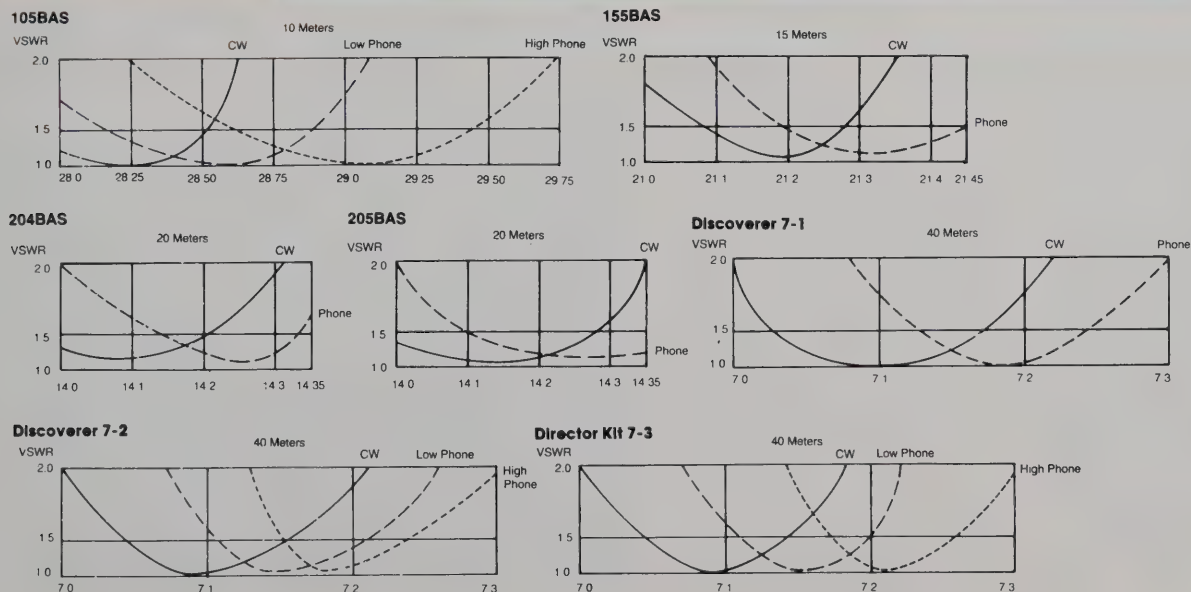 105BAS
10 Meters
VSWR
CW
Low Phone
High Phone
2.0
1.5
1.0
28 0
28 25
28 50
28 75
29 0
29 25
29 50
29 75
155BAS
15 Meters
VSWR
CW
2.0
1.5
1.0
Phone
21 0
21 1
21 2
21 3
21 4
21 45
204BAS
20 Meters
VSWR
CW
2 0
1 5
1 0
Phone
14 0
14 1
14 2
14 3
14 35
205BAS
20 Meters
VSWR
CW
2 0
1 5
1 0
Phone
14 0
14 1
14 2
14 3
14 35
Discoverer 7-1
40 Meters
VSWR
CW
Phone
2 0
1 5
1 0
7 0
7 1
7 2
7 3
Discoverer 7-2
40 Meters
VSWR
CW
Low Phone
High Phone
2.0
1 5
1 0
7 0
7 1
7 2
7 3
Director Kit 7-3
40 Meters
VSWR
CW
Low Phone
High Phone
2.0
1 5
1 0
7 0
7 1
7 2
7 3